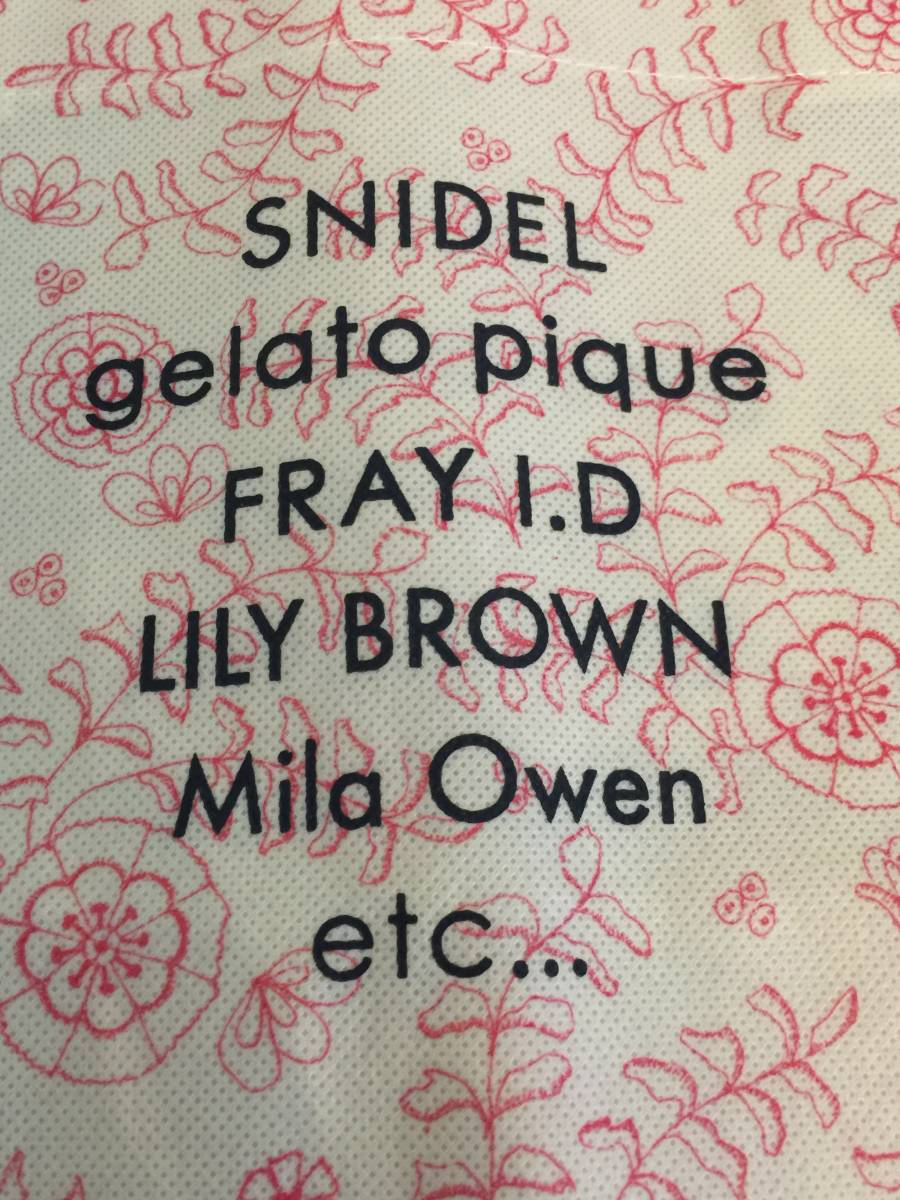 SNIDEL
gelato pique
FRAY I.D
LILY BROWN
Mila Owen
etc...